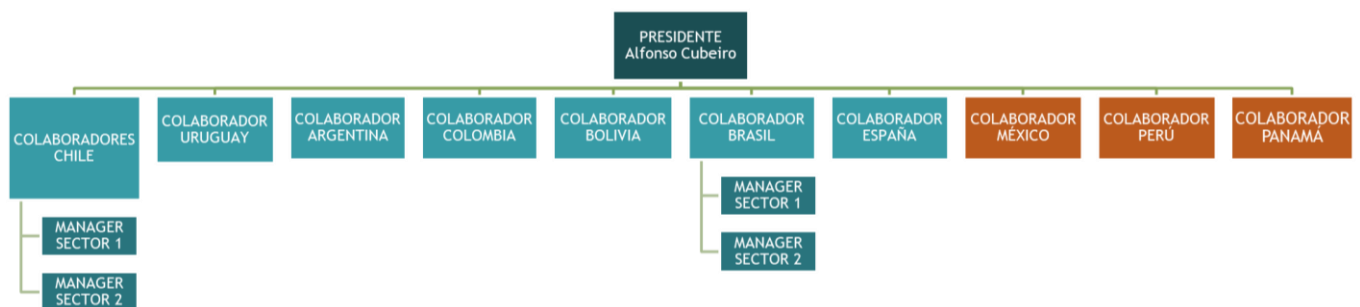 PRESIDENTE
Alfonso Cubeiro
COLABORADORES
CHILE
COLABORADOR
URUGUAY
COLABORADOR
ARGENTINA
COLABORADOR
COLOMBIA
COLABORADOR
BOLIVIA
COLABORADOR
BRASIL
COLABORADOR
ESPAÑA
COLABORADOR
MÉXICO
COLABORADOR
PERÚ
COLABORADOR
PANAMÁ
MANAGER
SECTOR 1
MANAGER
SECTOR 2
MANAGER
SECTOR 1
MANAGER
SECTOR 2